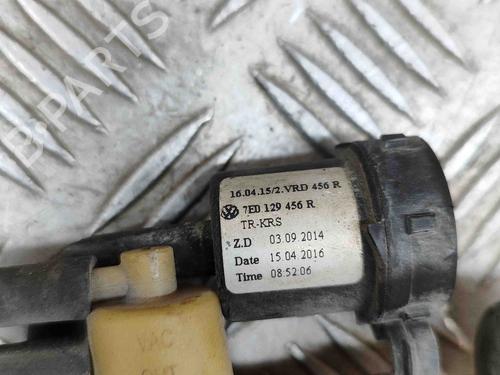 16.04.15/2.VRD 456 R
7E0 129 456 R
TR-KRS
Z.D 03.09.2014
Date 15.04 2016
Time 08:52:06
VAC
OUT